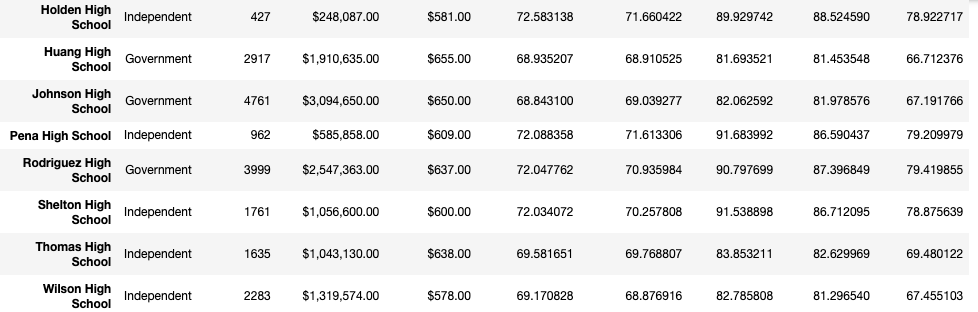 Holden High School Independent 427 $248,087.00 $581.00 72.583138 71.660422 89.929742 88.524590 78.922717
Huang High School Government 2917 $1,910,635.00 $655.00 68.935207 68.910525 81.693521 81.453548 66.712376
Johnson High School Government 4761 $3,094,650.00 $650.00 68.843100 69.039277 82.062592 81.978576 67.191766
Pena High School Independent 962 $585,858.00 $609.00 72.088358 71.613306 91.683992 86.590437 79.209979
Rodriguez High School Government 3999 $2,547,363.00 $637.00 72.047762 70.935984 90.797699 87.396849 79.419855
Shelton High School Independent 1761 $1,056,600.00 $600.00 72.034072 70.257808 91.538898 86.712095 78.875639
Thomas High School Independent 1635 $1,043,130.00 $638.00 69.581651 69.768807 83.853211 82.629969 69.480122
Wilson High School Independent 2283 $1,319,574.00 $578.00 69.170828 68.876916 82.785808 81.296540 67.455103